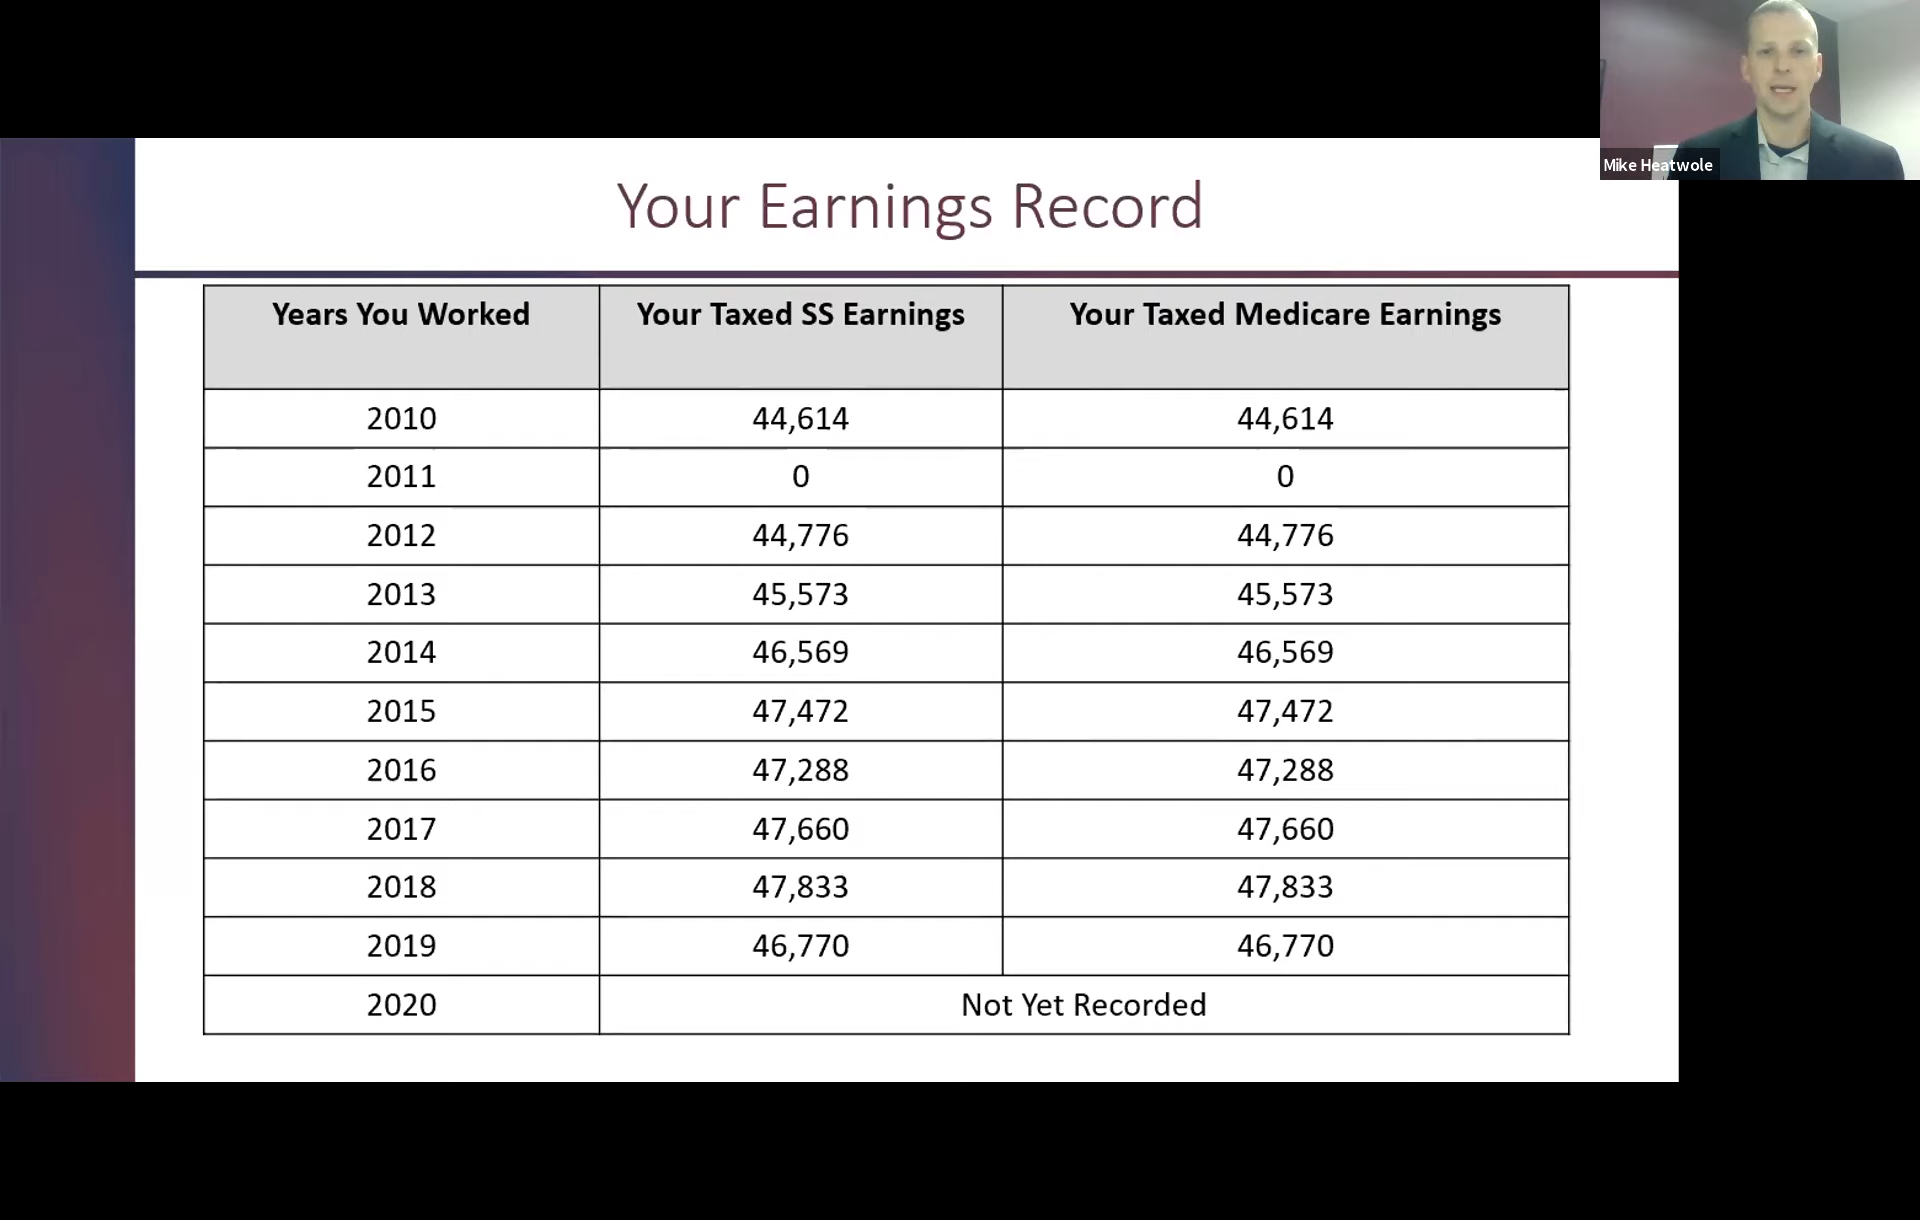 Mike Heatwole
Your Earnings Record
Years You Worked Your Taxed SS Earnings Your Taxed Medicare Earnings
2010 44,614 44,614
2011 0 0
2012 44,776 44,776
2013 45,573 45,573
2014 46,569 46,569
2015 47,472 47,472
2016 47,288 47,288
2017 47,660 47,660
2018 47,833 47,833
2019 46,770 46,770
2020 Not Yet Recorded